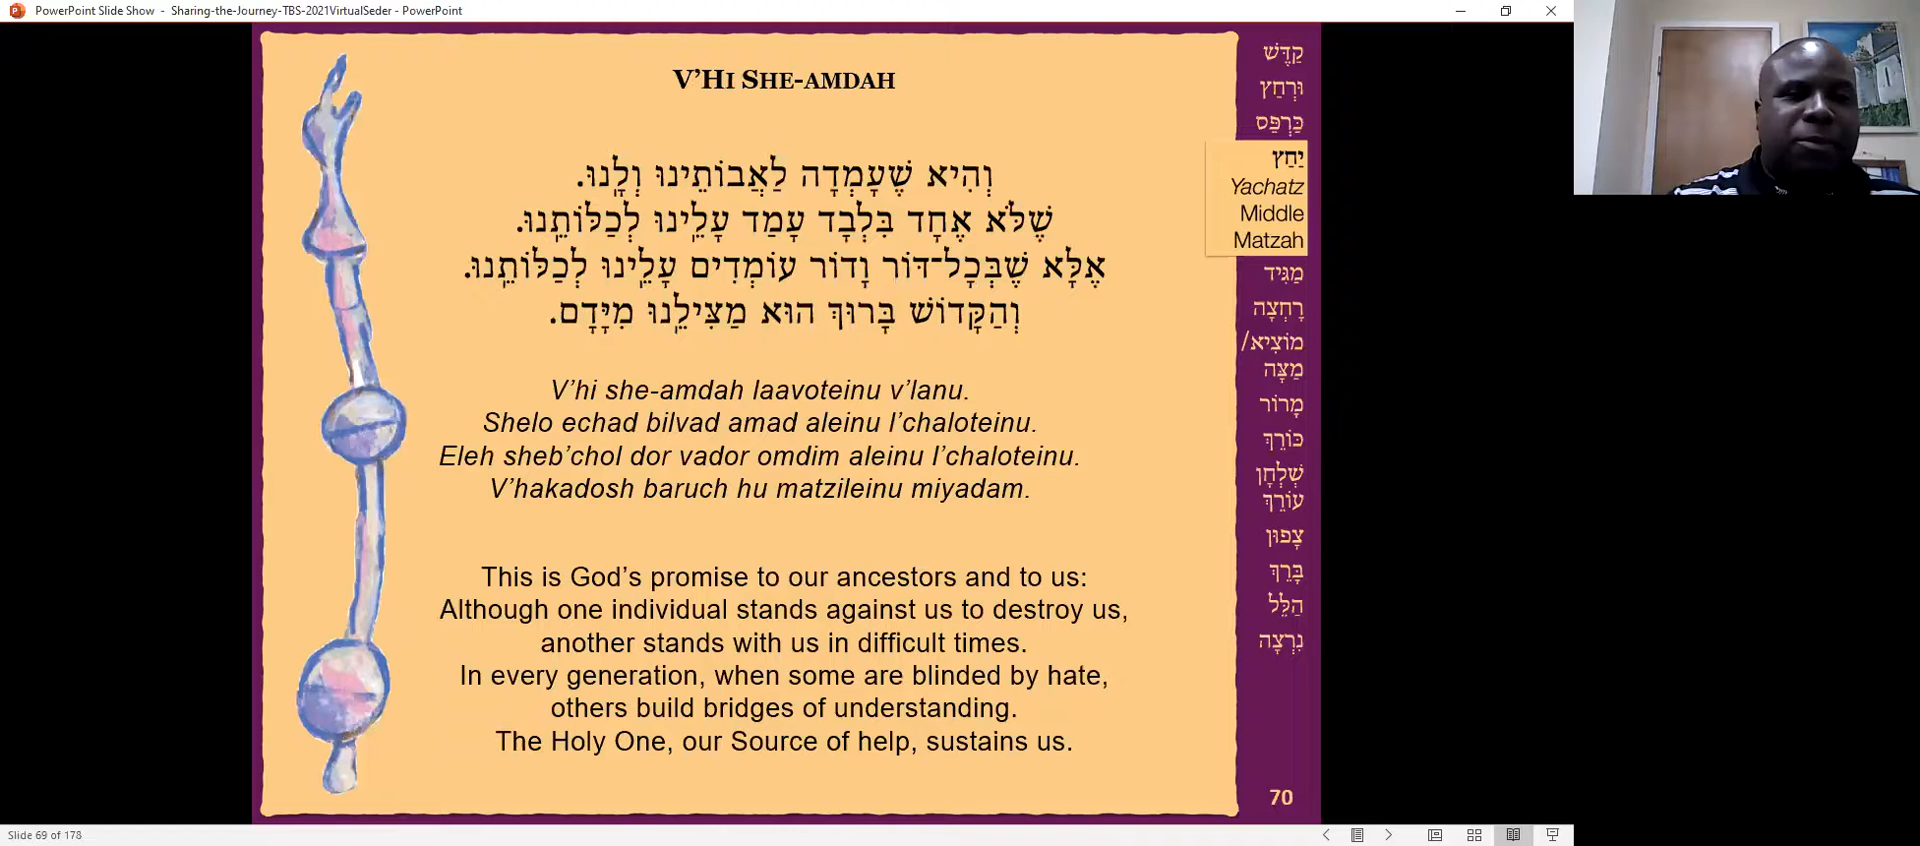 PowerPoint Slide Show - Sharing-the-Journey-TBS-2021VirtualSeder - PowerPoint
V’HI SHE-AMDAH
וְהִיא שֶׁעָמְדָה לַאֲבוֹתֵינוּ וְלָֽנוּ.
שֶׁלֹּא אֶחָד בִּלְבָד עָמַד עָלֵֽינוּ לְכַלּוֹתֵֽנוּ.
אֶלָּא שֶׁבְּכָל־דּוֹר וָדוֹר עוֹמְדִים עָלֵֽינוּ לְכַלּוֹתֵֽנוּ.
וְהַקָּדוֹשׁ בָּרוּךְ הוּא מַצִּילֵֽנוּ מִיָּדָם.
V’hi she-amdah laavoteinu v’lanu.
Shelo echad bilvad amad aleinu l’chaloteinu.
Eleh sheb’chol dor vador omdim aleinu l’chaloteinu.
V’hakadosh baruch hu matzileinu miyadam.
This is God’s promise to our ancestors and to us:
Although one individual stands against us to destroy us,
another stands with us in difficult times.
In every generation, when some are blinded by hate,
others build bridges of understanding.
The Holy One, our Source of help, sustains us.
קַדֵּשׁ
וּרְחַץ
כַּרְפַּס
יַחַץ
Yachatz
Middle
Matzah
מַגִּיד
רָחְצָה
מוֹצִיא/
מַצָּה
מָרוֹר
כּוֹרֵךְ
שֻׁלְחָן
עוֹרֵךְ
צָפוּן
בָּרֵךְ
הַלֵּל
נִרְצָה
70
Slide 69 of 178